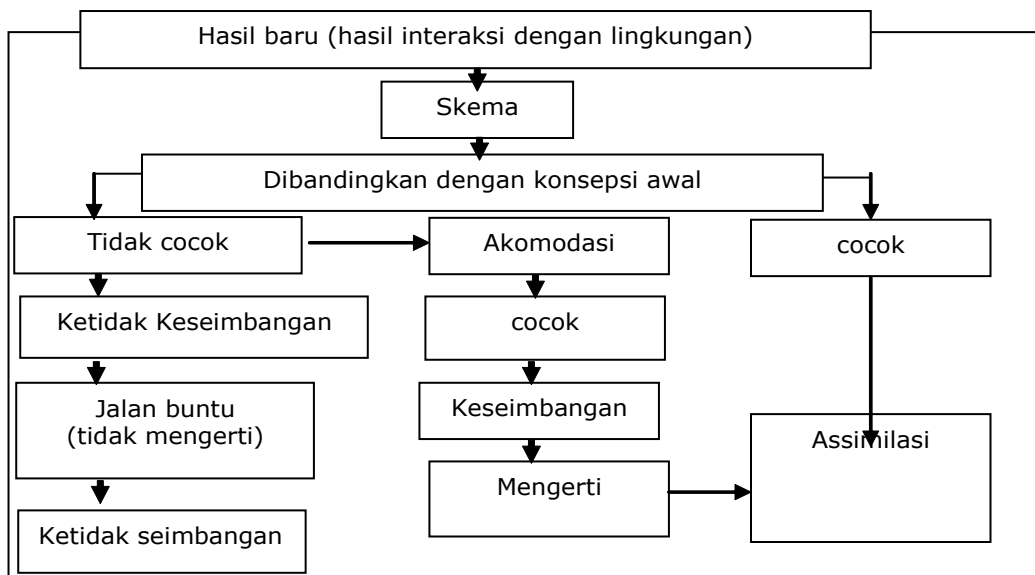 Hasil baru (hasil interaksi dengan lingkungan)
Skema
Dibandingkan dengan konsepsi awal
Tidak cocok
Akomodasi
cocok
Ketidak Keseimbangan
cocok
Jalan buntu
(tidak mengerti)
Keseimbangan
Assimilasi
Mengerti
Ketidak seimbangan